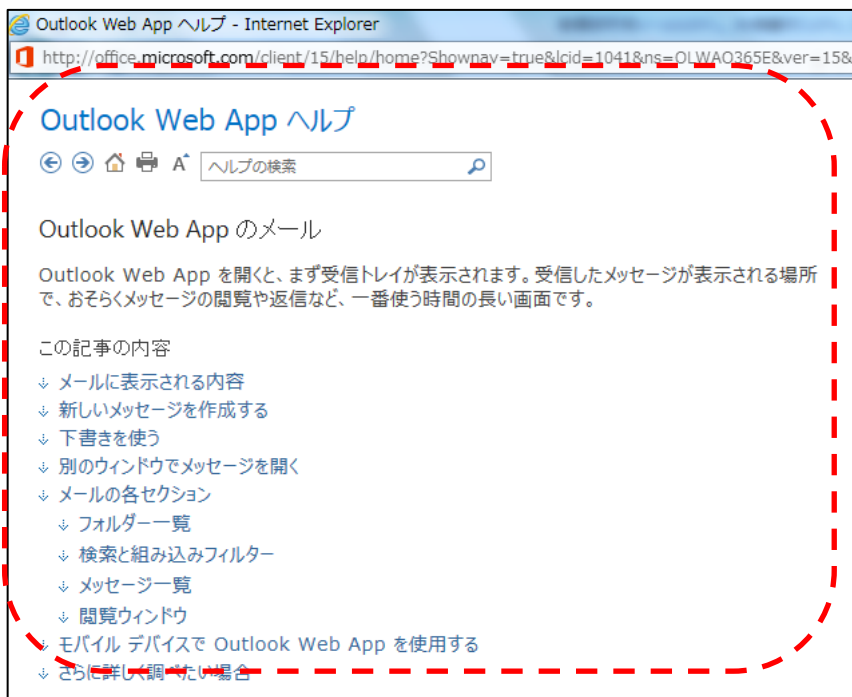 Outlook Web App ヘルプ - Internet Explorer
http://office.microsoft.com/client/15/help/home?Shownav=true&lcid=1041&ns=OLWAO365E&ver=15&
Outlook Web App ヘルプ
ヘルプの検索
Outlook Web App のメール
Outlook Web App を開くと、まず受信トレイが表示されます。受信したメッセージが表示される場所
で、おそらくメッセージの閲覧や返信など、一番使う時間の長い画面です。
この記事の内容
メールに表示される内容
新しいメッセージを作成する
下書きを使う
別のウィンドウでメッセージを開く
メールの各セクション
フォルダー一覧
検索と組み込みフィルター
メッセージ一覧
閲覧ウィンドウ
モバイル デバイスで Outlook Web App を使用する
さらに詳しく調べたい場合